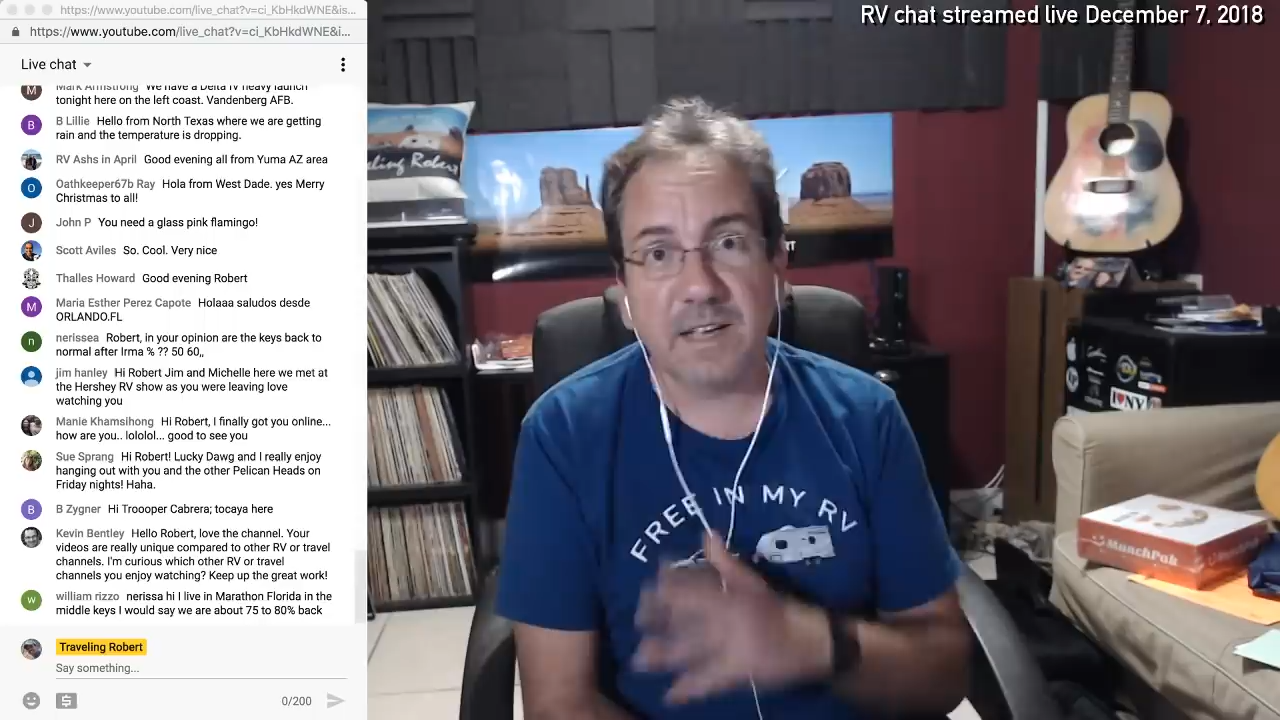 https://www.youtube.com/live_chat?v=ci_KbHkdWNE&is...
https://www.youtube.com/live_chat?v=ci_KbHkdWNE&i...
RV chat streamed live December 7, 2018
Live chat
Mark Armstrong We have a Delta IV heavy launch
tonight here on the left coast. Vandenberg AFB.
B Lillie Hello from North Texas where we are getting
rain and the temperature is dropping.
RV Ashs in April Good evening all from Yuma AZ area
Oathkeeper67b Ray Hola from West Dade. yes Merry
Christmas to all!
John P You need a glass pink flamingo!
Scott Aviles So. Cool. Very nice
Thalles Howard Good evening Robert
Maria Esther Perez Capote Holaaa saludos desde
ORLANDO.FL
nerissea Robert, in your opinion are the keys back to
normal after Irma % ?? 50 60,,
jim hanley Hi Robert Jim and Michelle here we met at
the Hershey RV show as you were leaving love
watching you
Manie Khamsihong Hi Robert, I finally got you online...
how are you.. lololol... good to see you
Sue Sprang Hi Robert! Lucky Dawg and I really enjoy
hanging out with you and the other Pelican Heads on
Friday nights! Haha.
B Zygner Hi Troooper Cabrera; tocaya here
Kevin Bentley Hello Robert, love the channel. Your
videos are really unique compared to other RV or travel
channels. I'm curious which other RV or travel
channels you enjoy watching? Keep up the great work!
william rizzo nerissa hi I live in Marathon Florida in the
middle keys I would say we are about 75 to 80% back
Traveling Robert
Say something...
0/200
eling Robert
RT
FREE IN MY RV
I NY
MunchPak